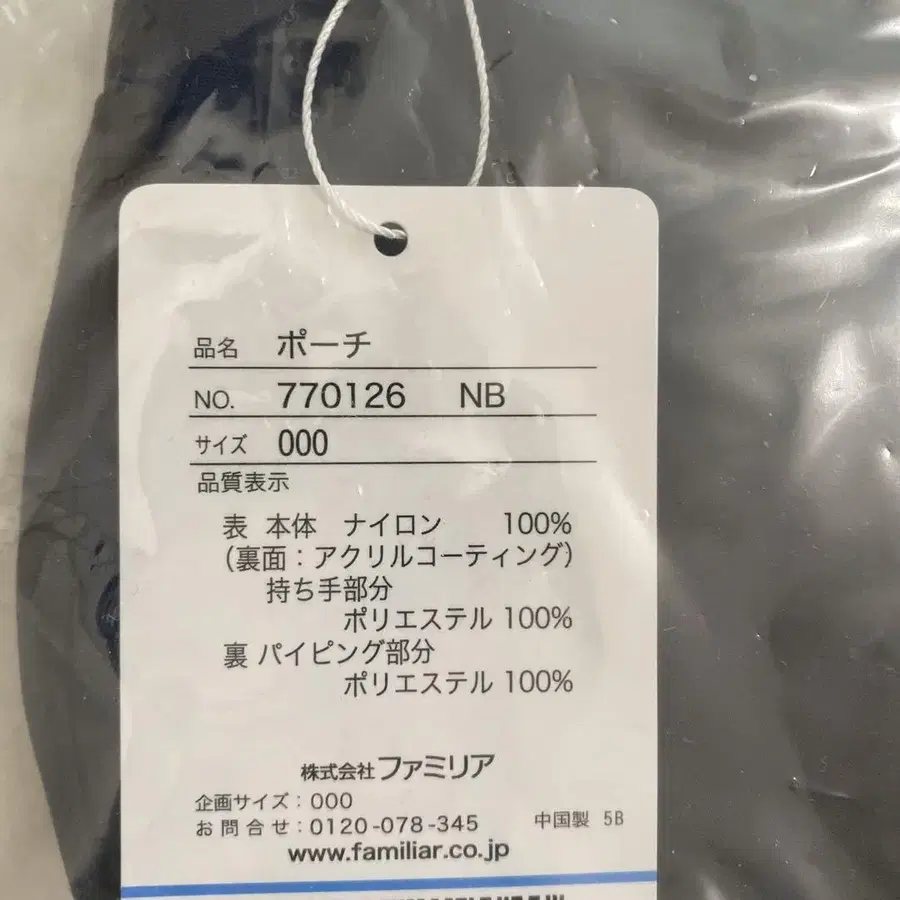 品名 ポーチ
NO. 770126 NB
サイズ 000
品質表示
表 本体 ナイロン 100%
(裏面：アクリルコーティング)
持ち手部分
ポリエステル 100%
裏 パイピング部分
ポリエステル 100%
株式会社ファミリア
企画サイズ：000
お問合せ：0120-078-345 中国製 5B
www.familiar.co.jp